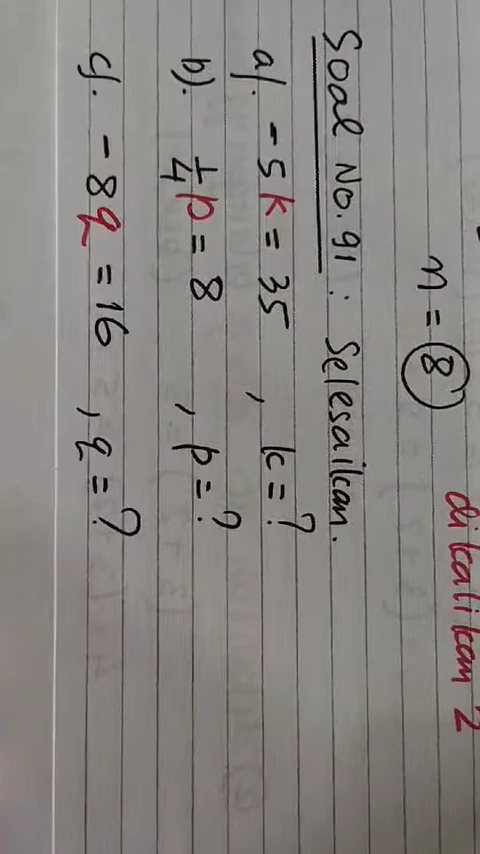 dikalikan 2
n = 8
Soal No. 91 : Selesaikan.
a). -5k = 35 , k = ?
b). 1/4 p = 8 , p = ?
c). -8q = 16 , q = ?